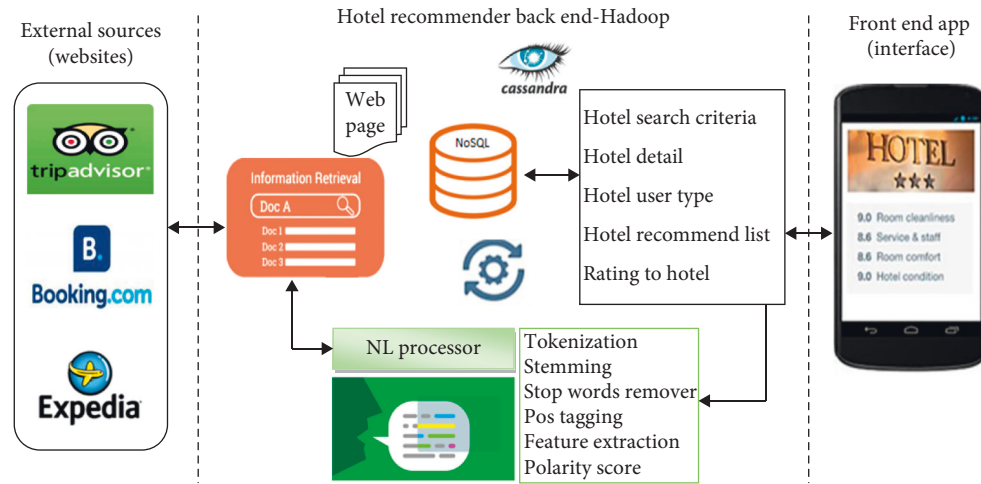 External sources
(websites)
Hotel recommender back end-Hadoop
Front end app
(interface)
tripadvisor®
B.
Booking.com
Expedia®
Web
page
cassandra
NoSQL
Information Retrieval
Doc A
Doc 1
Doc 2
Doc 3
Hotel search criteria
Hotel detail
Hotel user type
Hotel recommend list
Rating to hotel
NL processor
Tokenization
Stemming
Stop words remover
Pos tagging
Feature extraction
Polarity score
HOTEL
9.0 Room cleanliness
8.6 Service & staff
8.6 Room comfort
9.0 Hotel condition